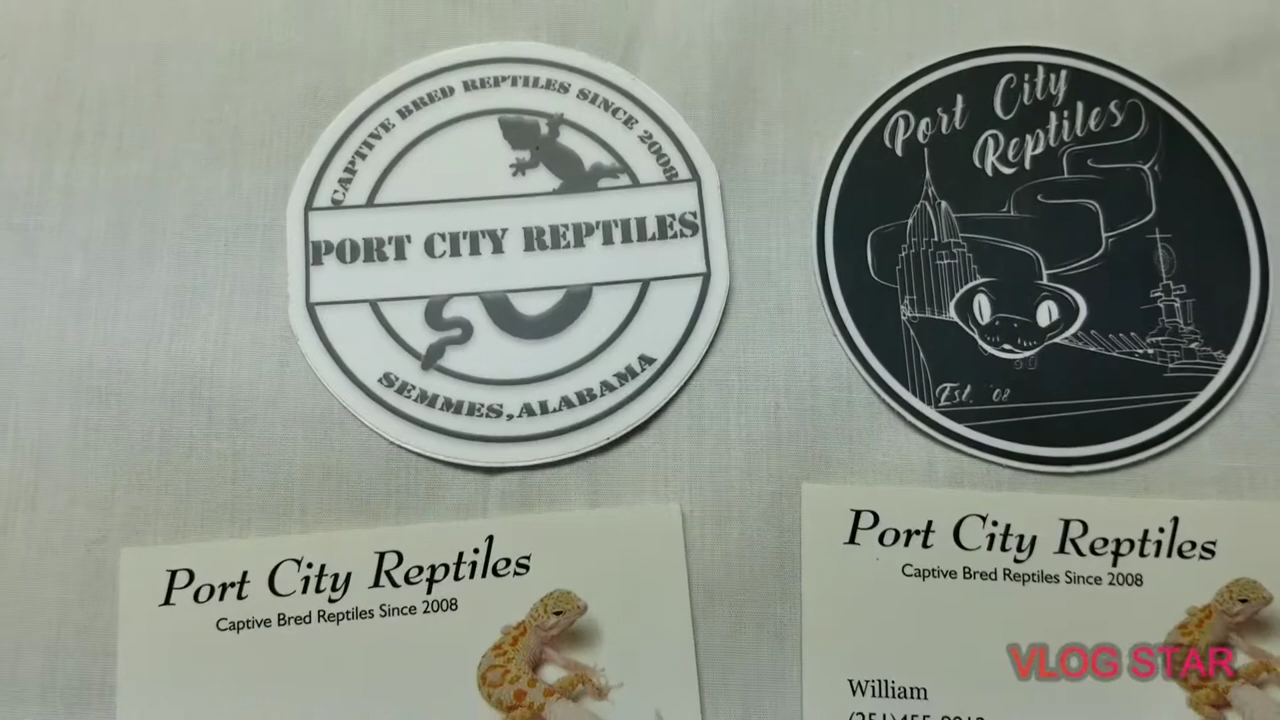 CAPTIVE BRED REPTILES SINCE 2008
PORT CITY REPTILES
SEMMES, ALABAMA
Port City
Reptiles
Est. '08
Port City Reptiles
Captive Bred Reptiles Since 2008
Port City Reptiles
Captive Bred Reptiles Since 2008
William
VLOG STAR